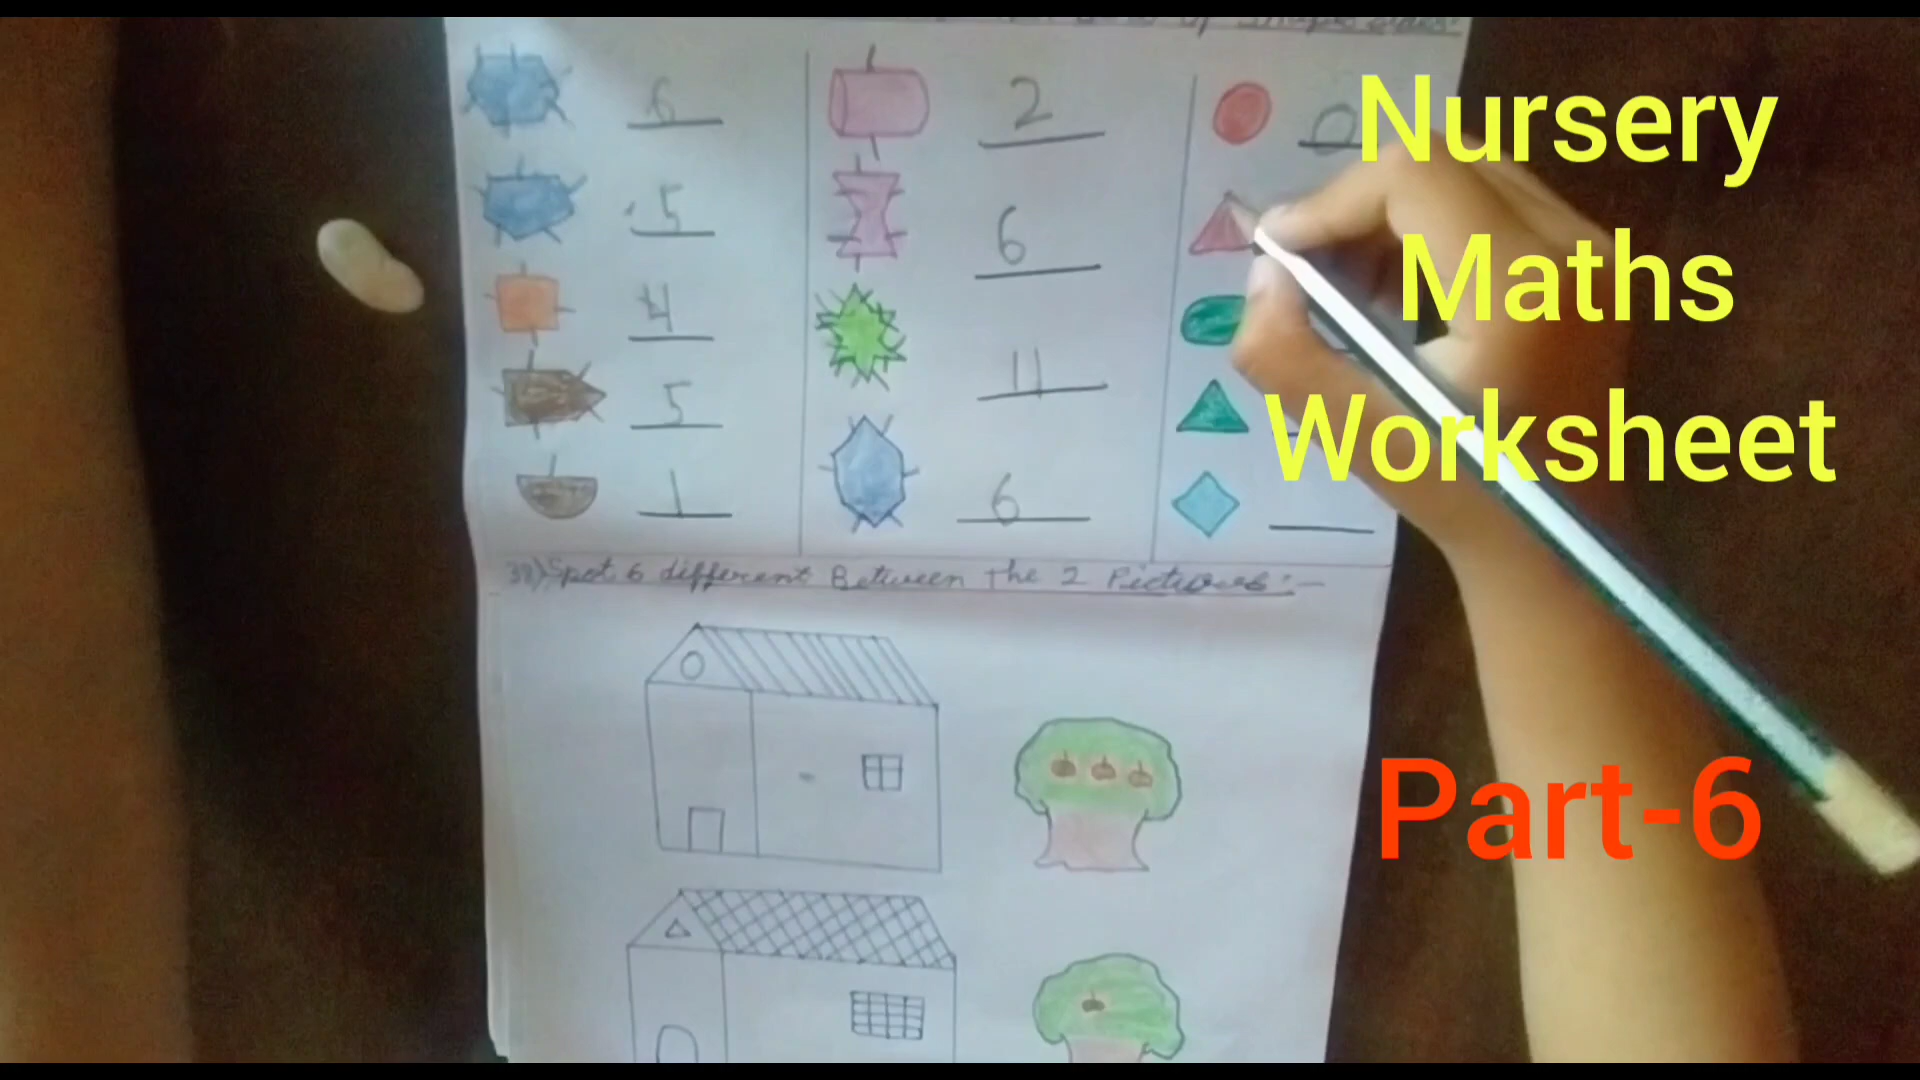 6
5
4
5
1
2
6
11
6
0
38) Spot 6 different Between The 2 Pictures:-
Nursery
Maths
Worksheet
Part-6